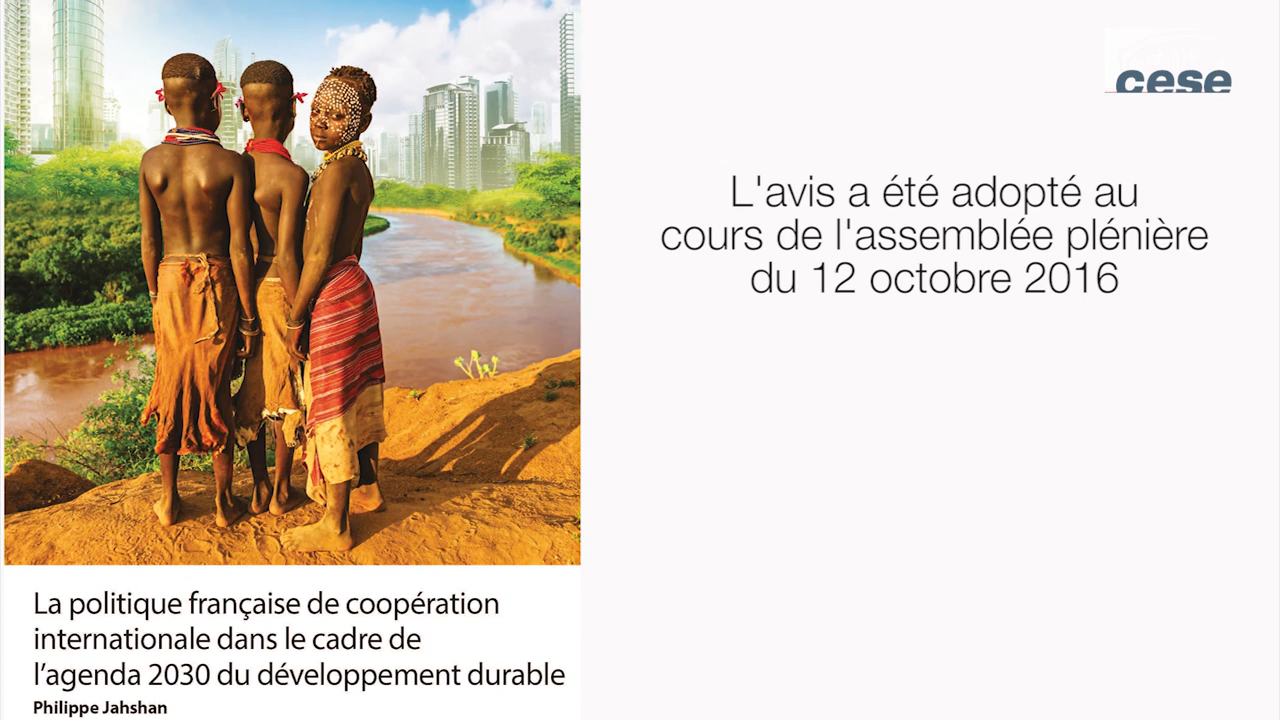 cese
L'avis a été adopté au
cours de l'assemblée plénière
du 12 octobre 2016
La politique française de coopération
internationale dans le cadre de
l’agenda 2030 du développement durable
Philippe Jahshan